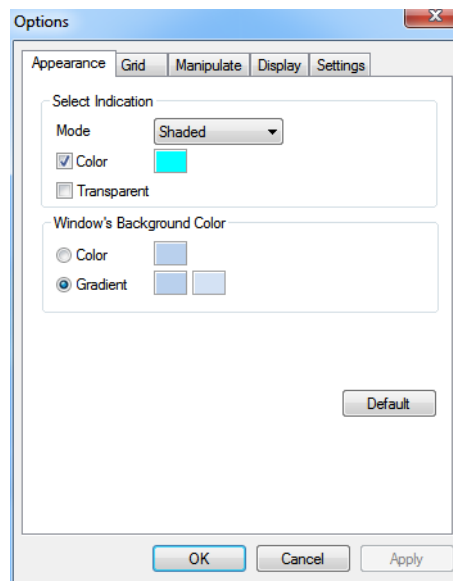 Options
Appearance Grid Manipulate Display Settings
Select Indication
Mode Shaded
Color
Transparent
Window's Background Color
Color
Gradient
Default
OK Cancel Apply